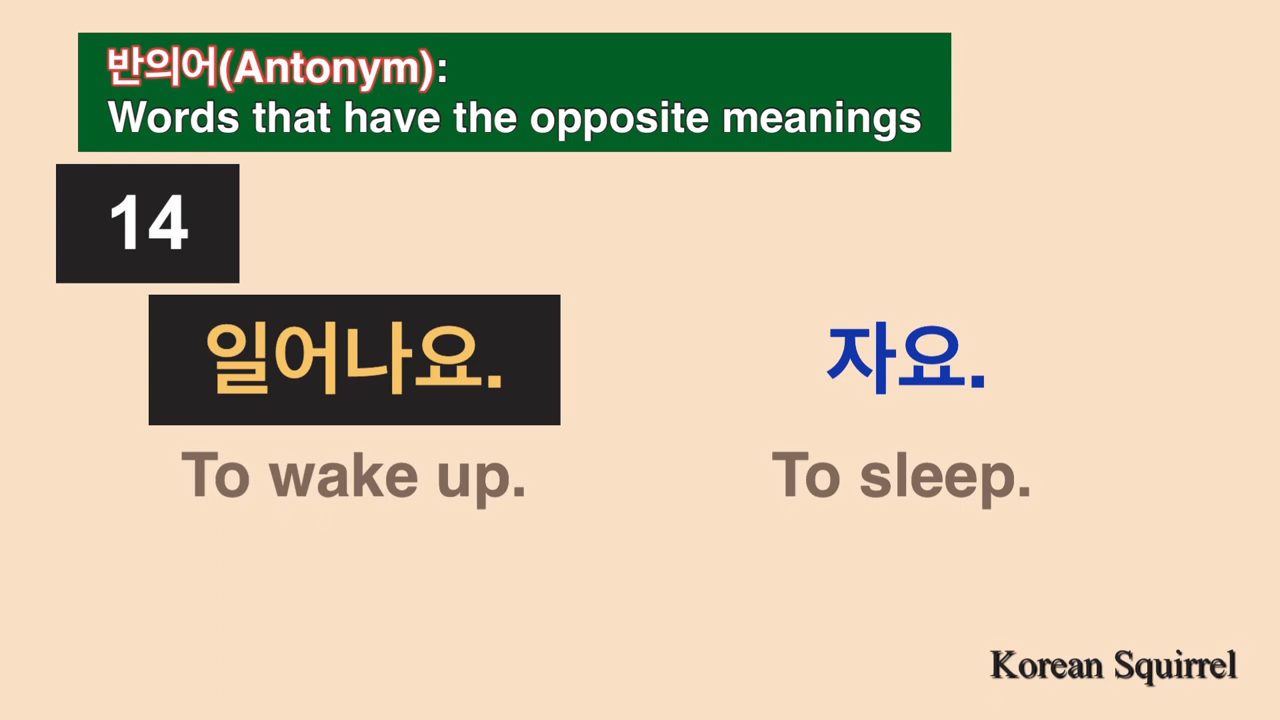 반의어(Antonym):
Words that have the opposite meanings
14
일어나요. 자요.
To wake up. To sleep.
Korean Squirrel